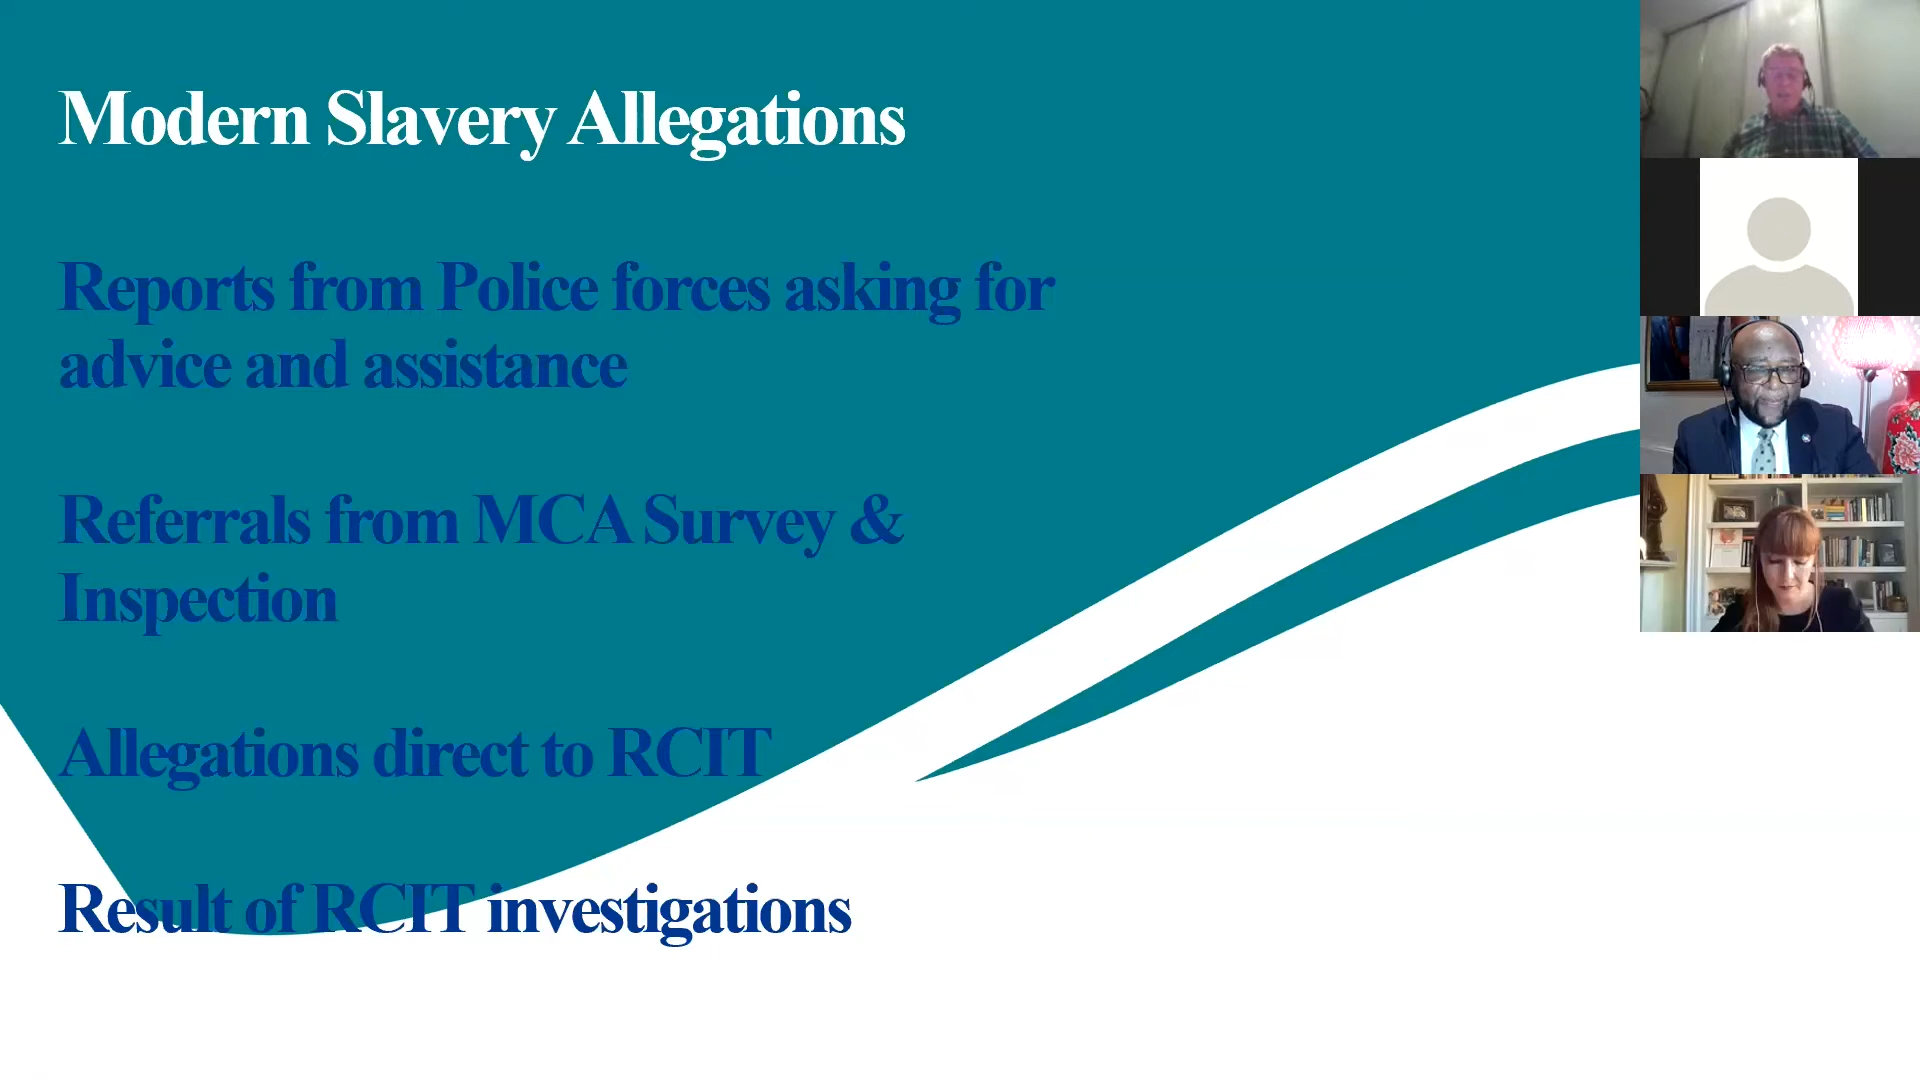 Modern Slavery Allegations
Reports from Police forces asking for
advice and assistance
Referrals from MCA Survey &
Inspection
Allegations direct to RCIT
Result of RCIT investigations